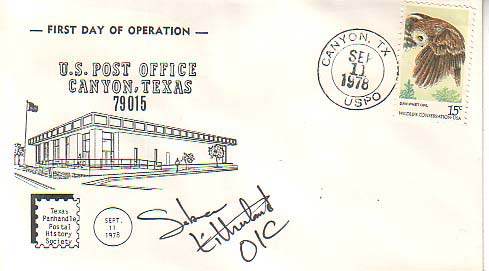 FIRST DAY OF OPERATION
U.S. POST OFFICE
CANYON, TEXAS
79015
CANYON, TX
SEP
11
1978
USPO
15c
WILDLIFE CONSERVATION USA
Texas
Panhandle
Postal
History
Society
SEPT.
11
1978
OIC